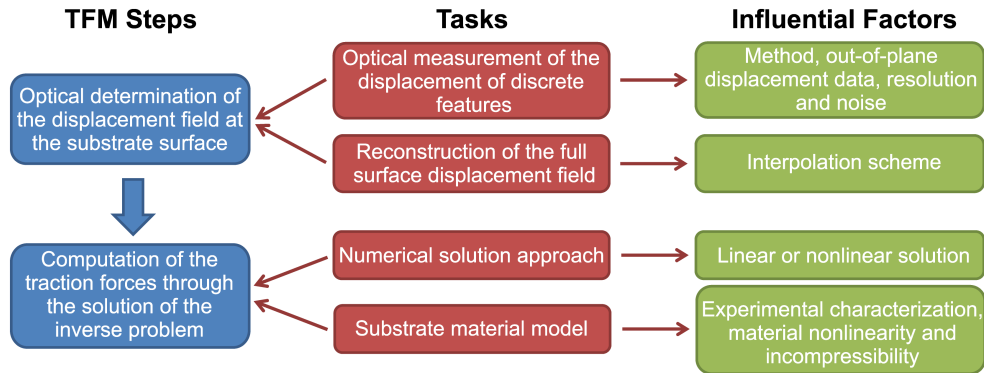 TFM Steps
Tasks
Influential Factors
Optical determination of
the displacement field at
the substrate surface
Optical measurement of the
displacement of discrete
features
Method, out-of-plane
displacement data, resolution
and noise
Reconstruction of the full
surface displacement field
Interpolation scheme
Computation of the
traction forces through
the solution of the
inverse problem
Numerical solution approach
Linear or nonlinear solution
Substrate material model
Experimental characterization,
material nonlinearity and
incompressibility